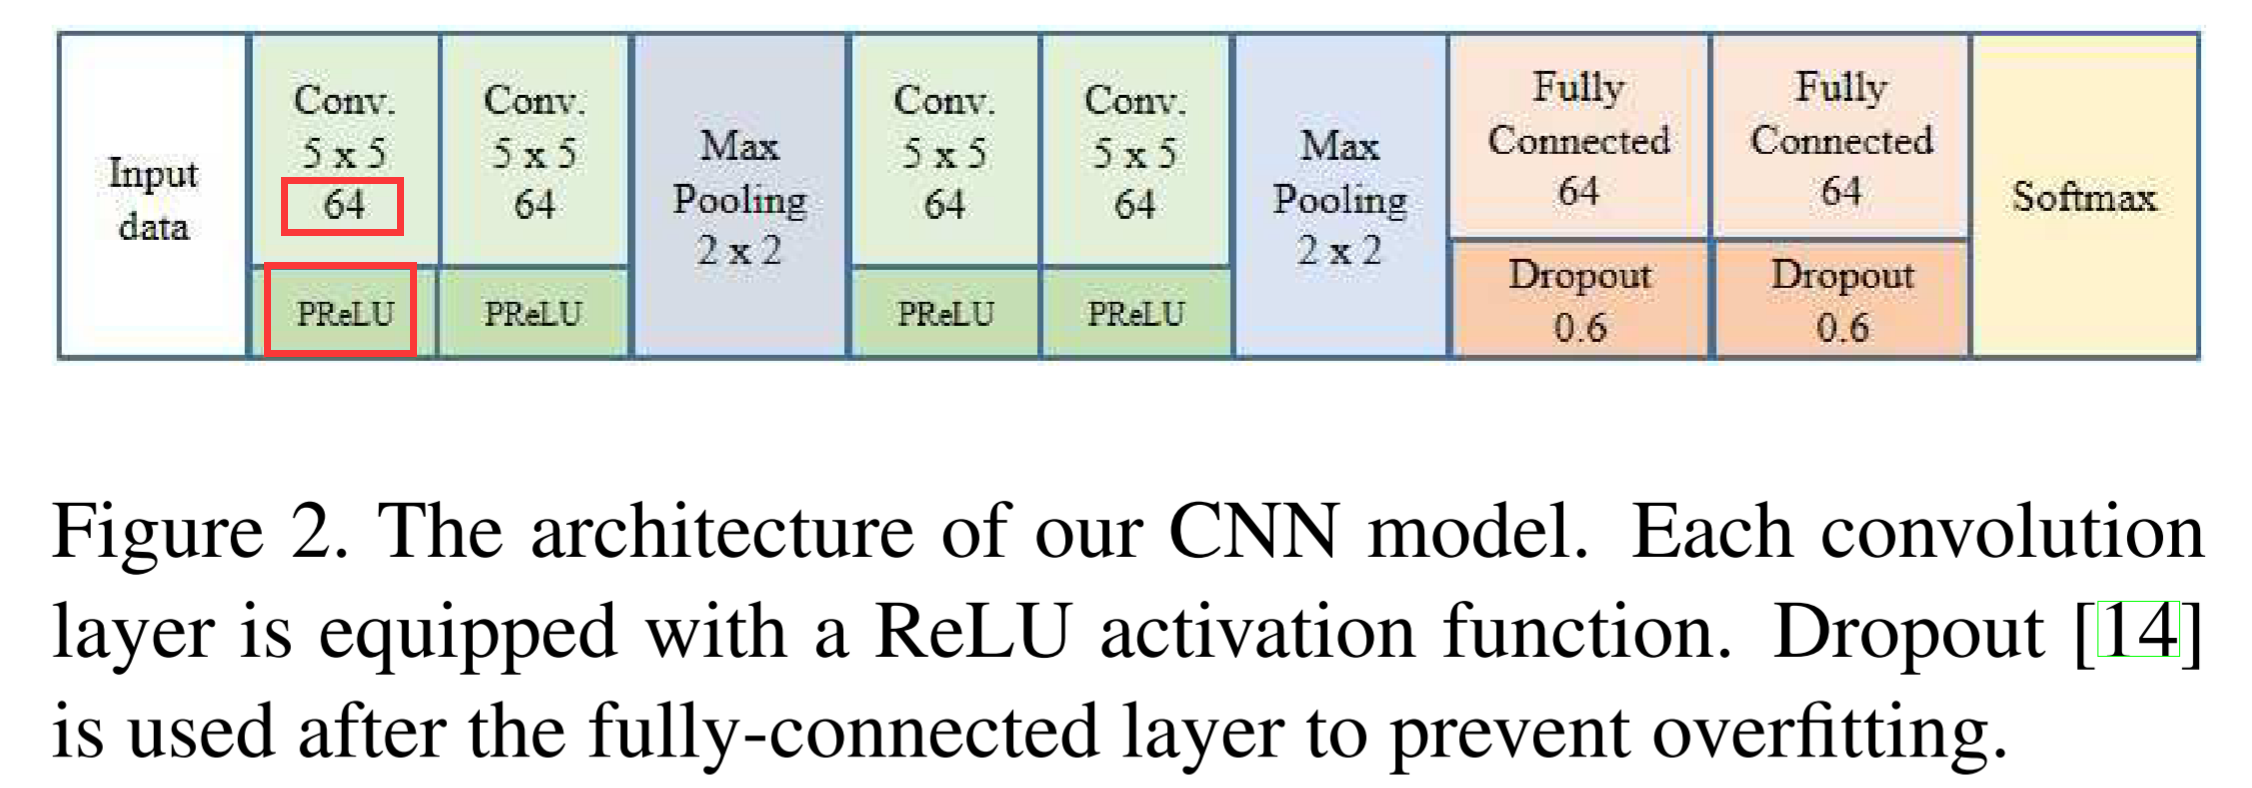 Input
data
Conv.
5 x 5
64
PReLU
Conv.
5 x 5
64
PReLU
Max
Pooling
2 x 2
Conv.
5 x 5
64
PReLU
Conv.
5 x 5
64
PReLU
Max
Pooling
2 x 2
Fully
Connected
64
Dropout
0.6
Fully
Connected
64
Dropout
0.6
Softmax
Figure 2. The architecture of our CNN model. Each convolution
layer is equipped with a ReLU activation function. Dropout [14]
is used after the fully-connected layer to prevent overfitting.